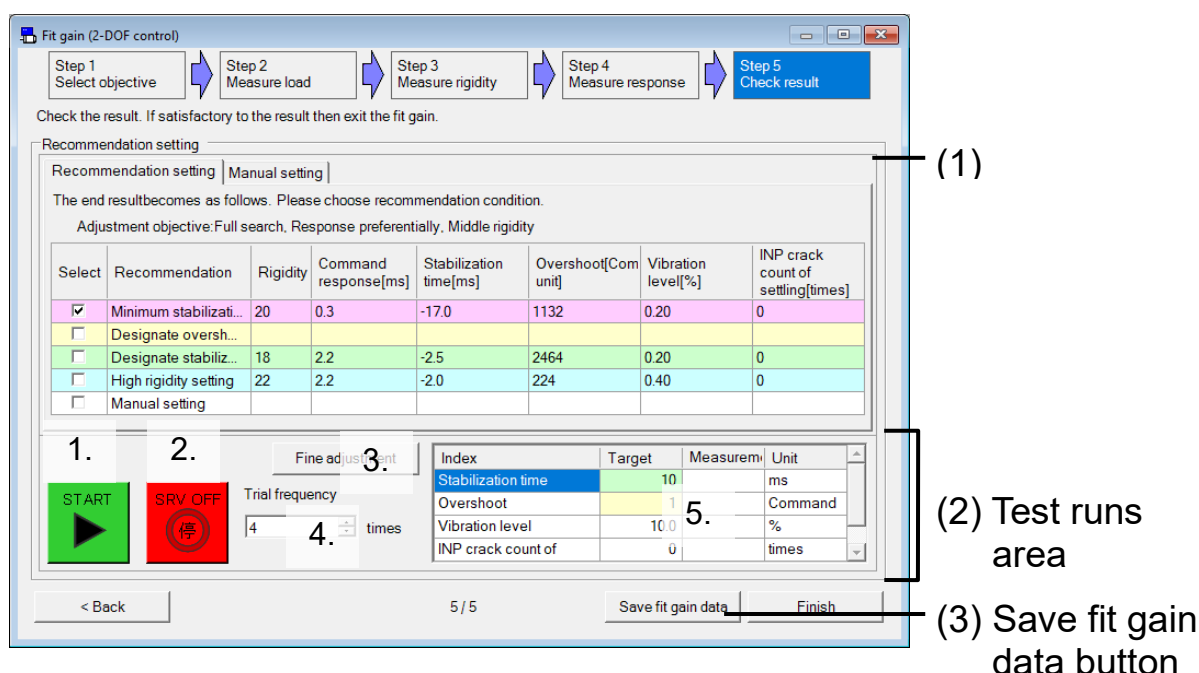 Fit gain (2-DOF control)
Step 1
Select objective
Step 2
Measure load
Step 3
Measure rigidity
Step 4
Measure response
Step 5
Check result
Check the result. If satisfactory to the result then exit the fit gain.
Recommendation setting
Recommendation setting Manual setting
The end resultbecomes as follows. Please choose recommendation condition.
Adjustment objective:Full search, Response preferentially, Middle rigidity
Select Recommendation Rigidity Command response[ms] Stabilization time[ms] Overshoot[Com unit] Vibration level[%] INP crack count of settling[times]
Minimum stabilizati... 20 0.3 -17.0 1132 0.20 0
Designate oversh...
Designate stabiliz... 18 2.2 -2.5 2464 0.20 0
High rigidity setting 22 2.2 -2.0 224 0.40 0
Manual setting
(1)
1.
2.
3.
4.
5.
START
SRV OFF
停
Fine adjustment
Trial frequency
4 times
Index Target Measurem Unit
Stabilization time 10 ms
Overshoot 1 Command
Vibration level 10.0 %
INP crack count of 0 times
(2) Test runs
area
< Back
5 / 5
Save fit gain data
Finish
(3) Save fit gain
data button